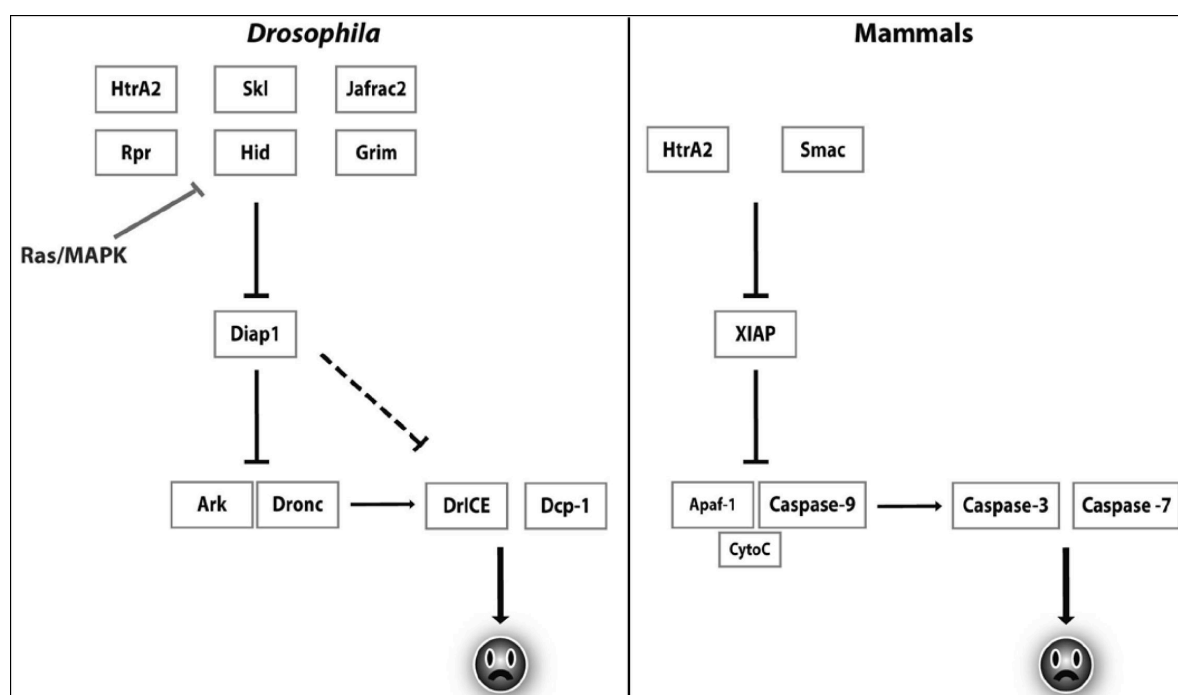 Drosophila
HtrA2 Skl Jafrac2
Rpr Hid Grim
Ras/MAPK
Diap1
Ark Dronc DrICE Dcp-1
Mammals
HtrA2 Smac
XIAP
Apaf-1 Caspase-9 Caspase-3 Caspase -7
CytoC